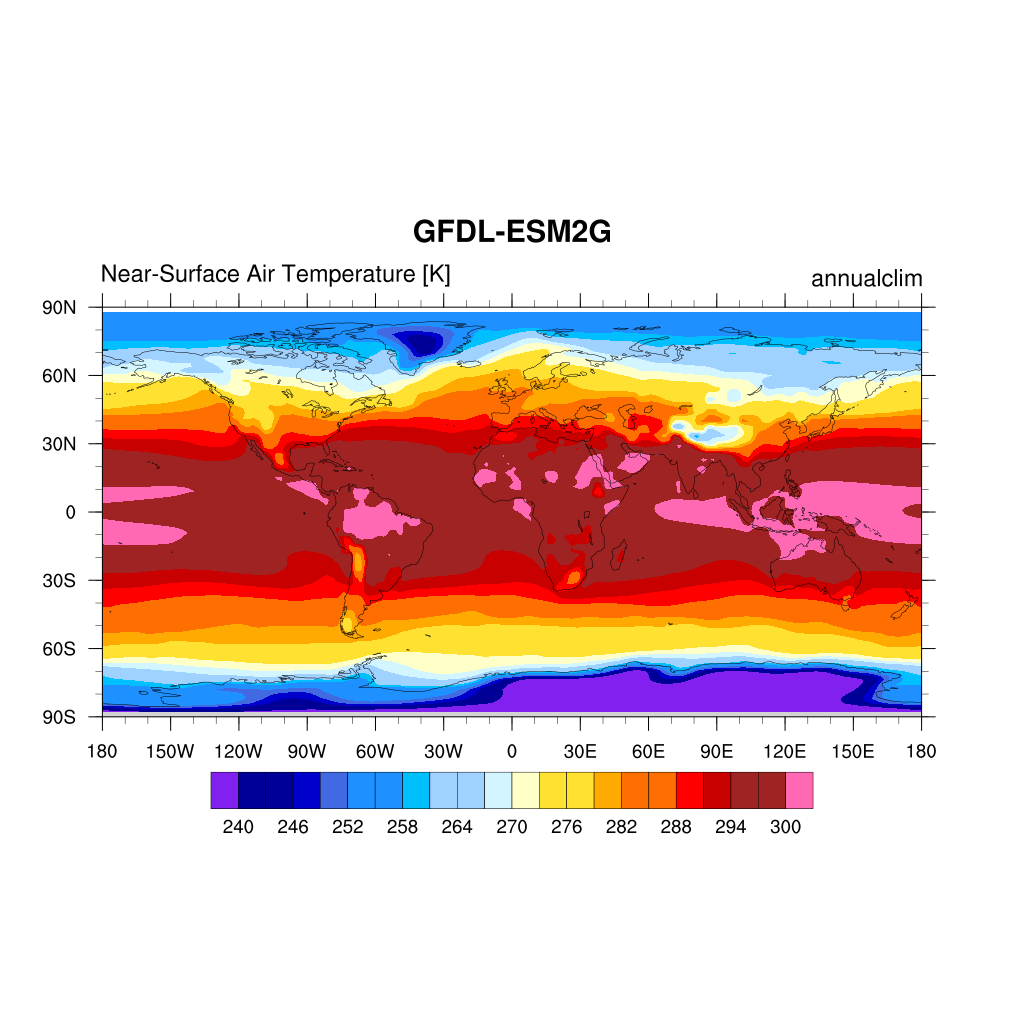 GFDL-ESM2G
Near-Surface Air Temperature [K] annualclim
90N
60N
30N
0
30S
60S
90S
180 150W 120W 90W 60W 30W 0 30E 60E 90E 120E 150E 180
240 246 252 258 264 270 276 282 288 294 300